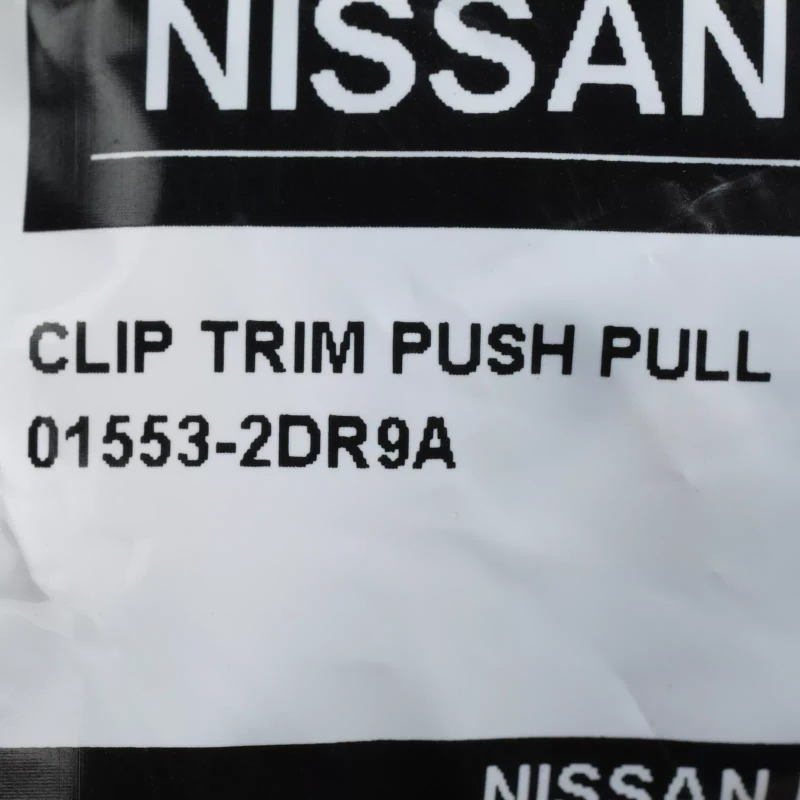 NISSAN
CLIP TRIM PUSH PULL
01553-2DR9A
NISSAN